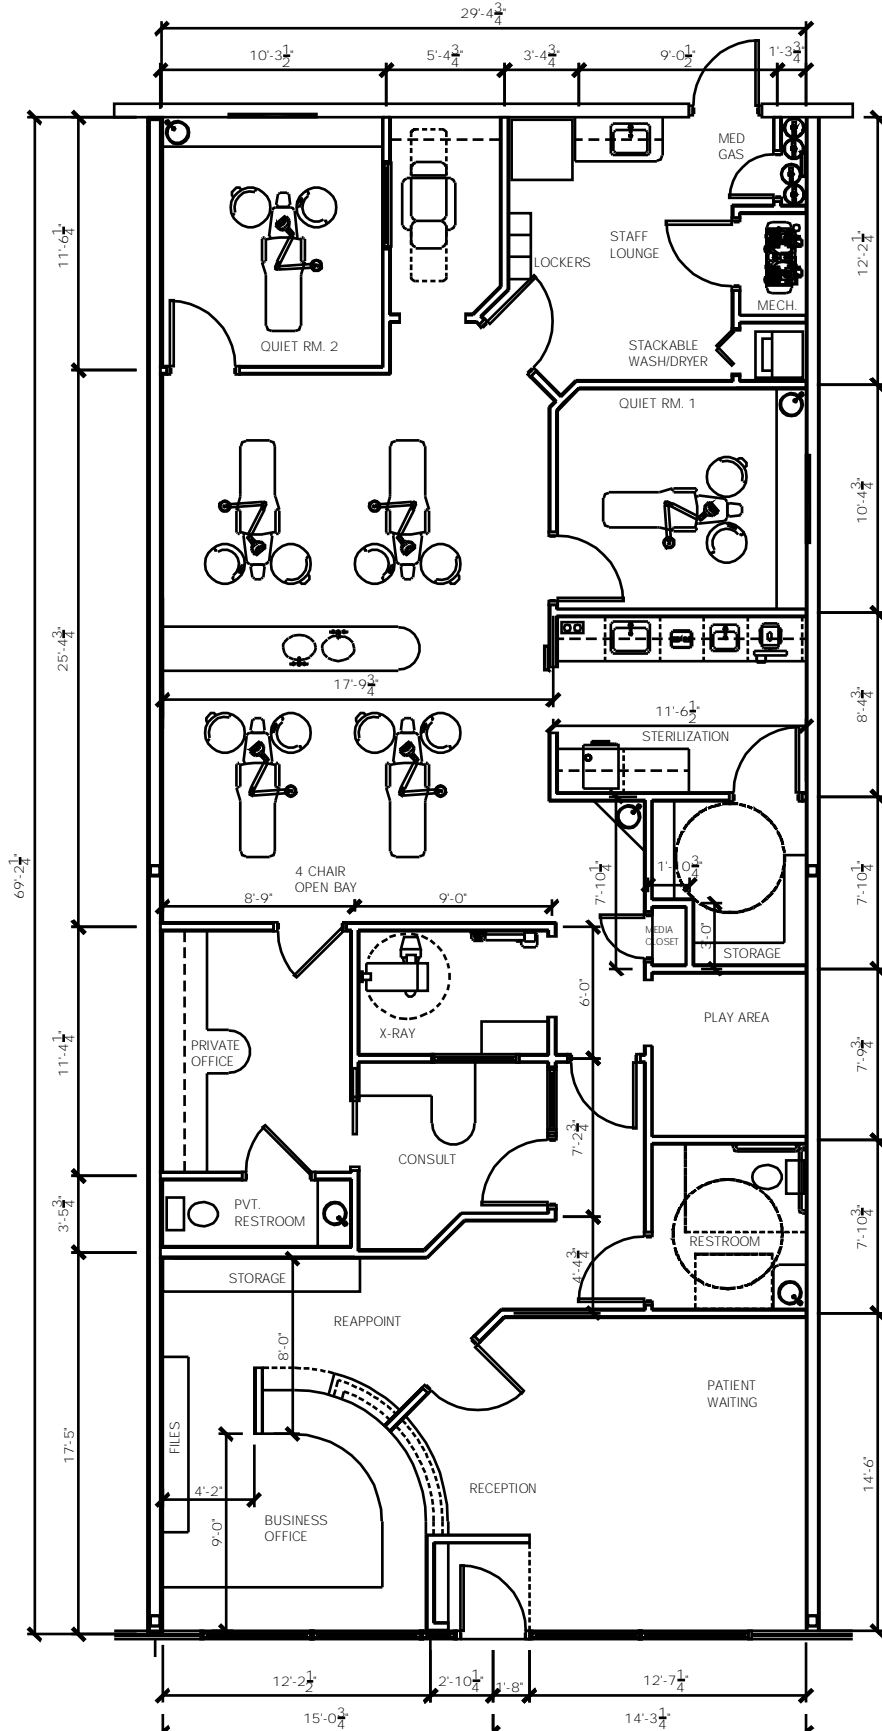 29'-4 3/4"
10'-3 1/2"
5'-4 3/4"
3'-4 3/4"
9'-0 1/2"
1'-3 3/4"
MED
GAS
11'-6 1/4"
STAFF
LOUNGE
12'-2 1/4"
LOCKERS
MECH.
QUIET RM. 2
STACKABLE
WASH/DRYER
QUIET RM. 1
10'-4 3/4"
25'-4 3/4"
17'-9 3/4"
11'-6 1/2"
8'-4 3/4"
STERILIZATION
69'-2 1/4"
4 CHAIR
OPEN BAY
7'-10 1/4"
1'-10 3/4"
7'-10 1/4"
8'-9"
9'-0"
MEDIA
CLOSET
3'-0"
STORAGE
6'-0"
X-RAY
PLAY AREA
11'-4 1/4"
PRIVATE
OFFICE
7'-9 3/4"
7'-2 3/4"
CONSULT
3'-5 3/4"
PVT.
RESTROOM
RESTROOM
7'-10 3/4"
4'-4 3/4"
STORAGE
REAPPOINT
8'-0"
PATIENT
WAITING
FILES
17'-5"
RECEPTION
14'-6"
4'-2"
9'-0"
BUSINESS
OFFICE
12'-2 1/2"
2'-10 1/4"
1'-8"
12'-7 1/4"
15'-0 3/4"
14'-3 1/4"